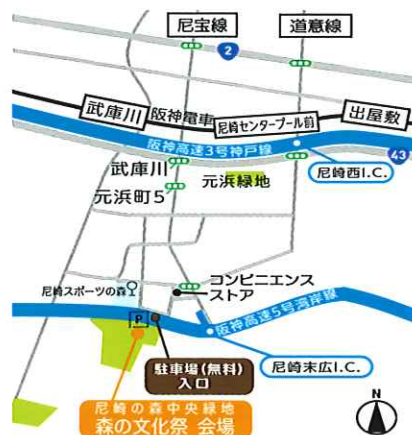 尼宝線
道意線
2
武庫川
阪神電車
尼崎センタープール前
出屋敷
阪神高速3号神戸線
43
武庫川
尼崎西I.C.
元浜町5
元浜緑地
コンビニエンス
ストア
尼崎スポーツの森
阪神高速5号湾岸線
P
駐車場(無料)
入口
尼崎末広I.C.
尼崎の森中央緑地
森の文化祭 会場
N